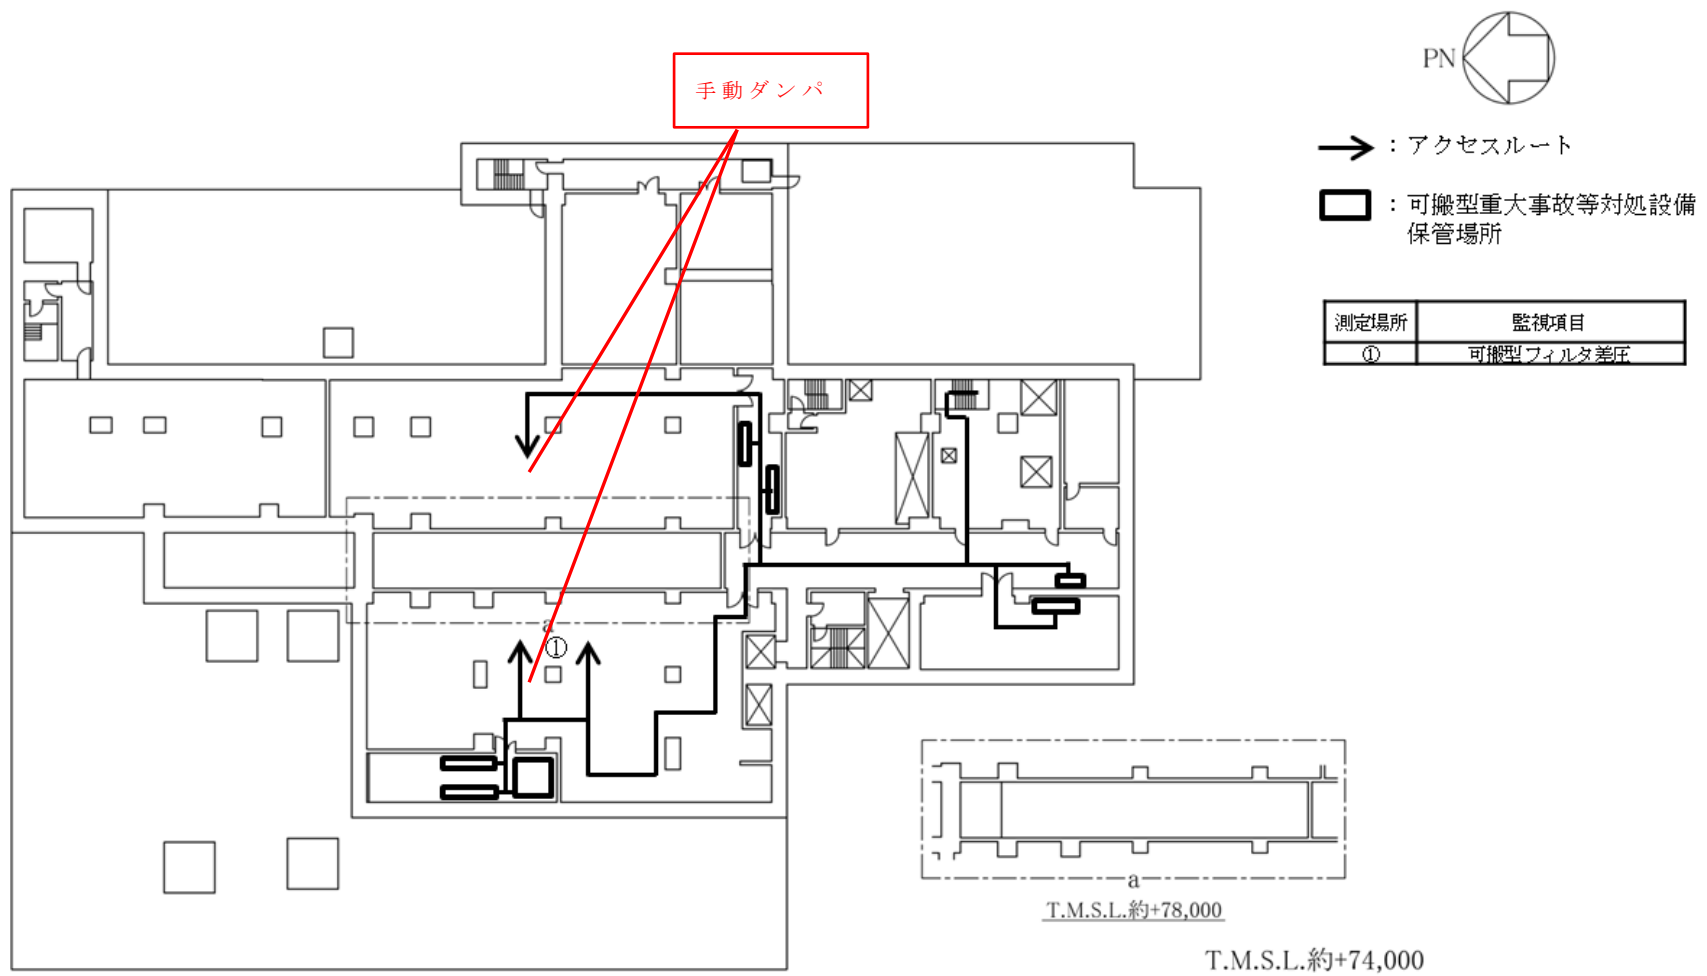 手動ダンパ
PN
：アクセスルート
：可搬型重大事故等対処設備
保管場所
測定場所 監視項目
① 可搬型フィルタ差圧
a
①
a
T.M.S.L.約+78,000
T.M.S.L.約+74,000